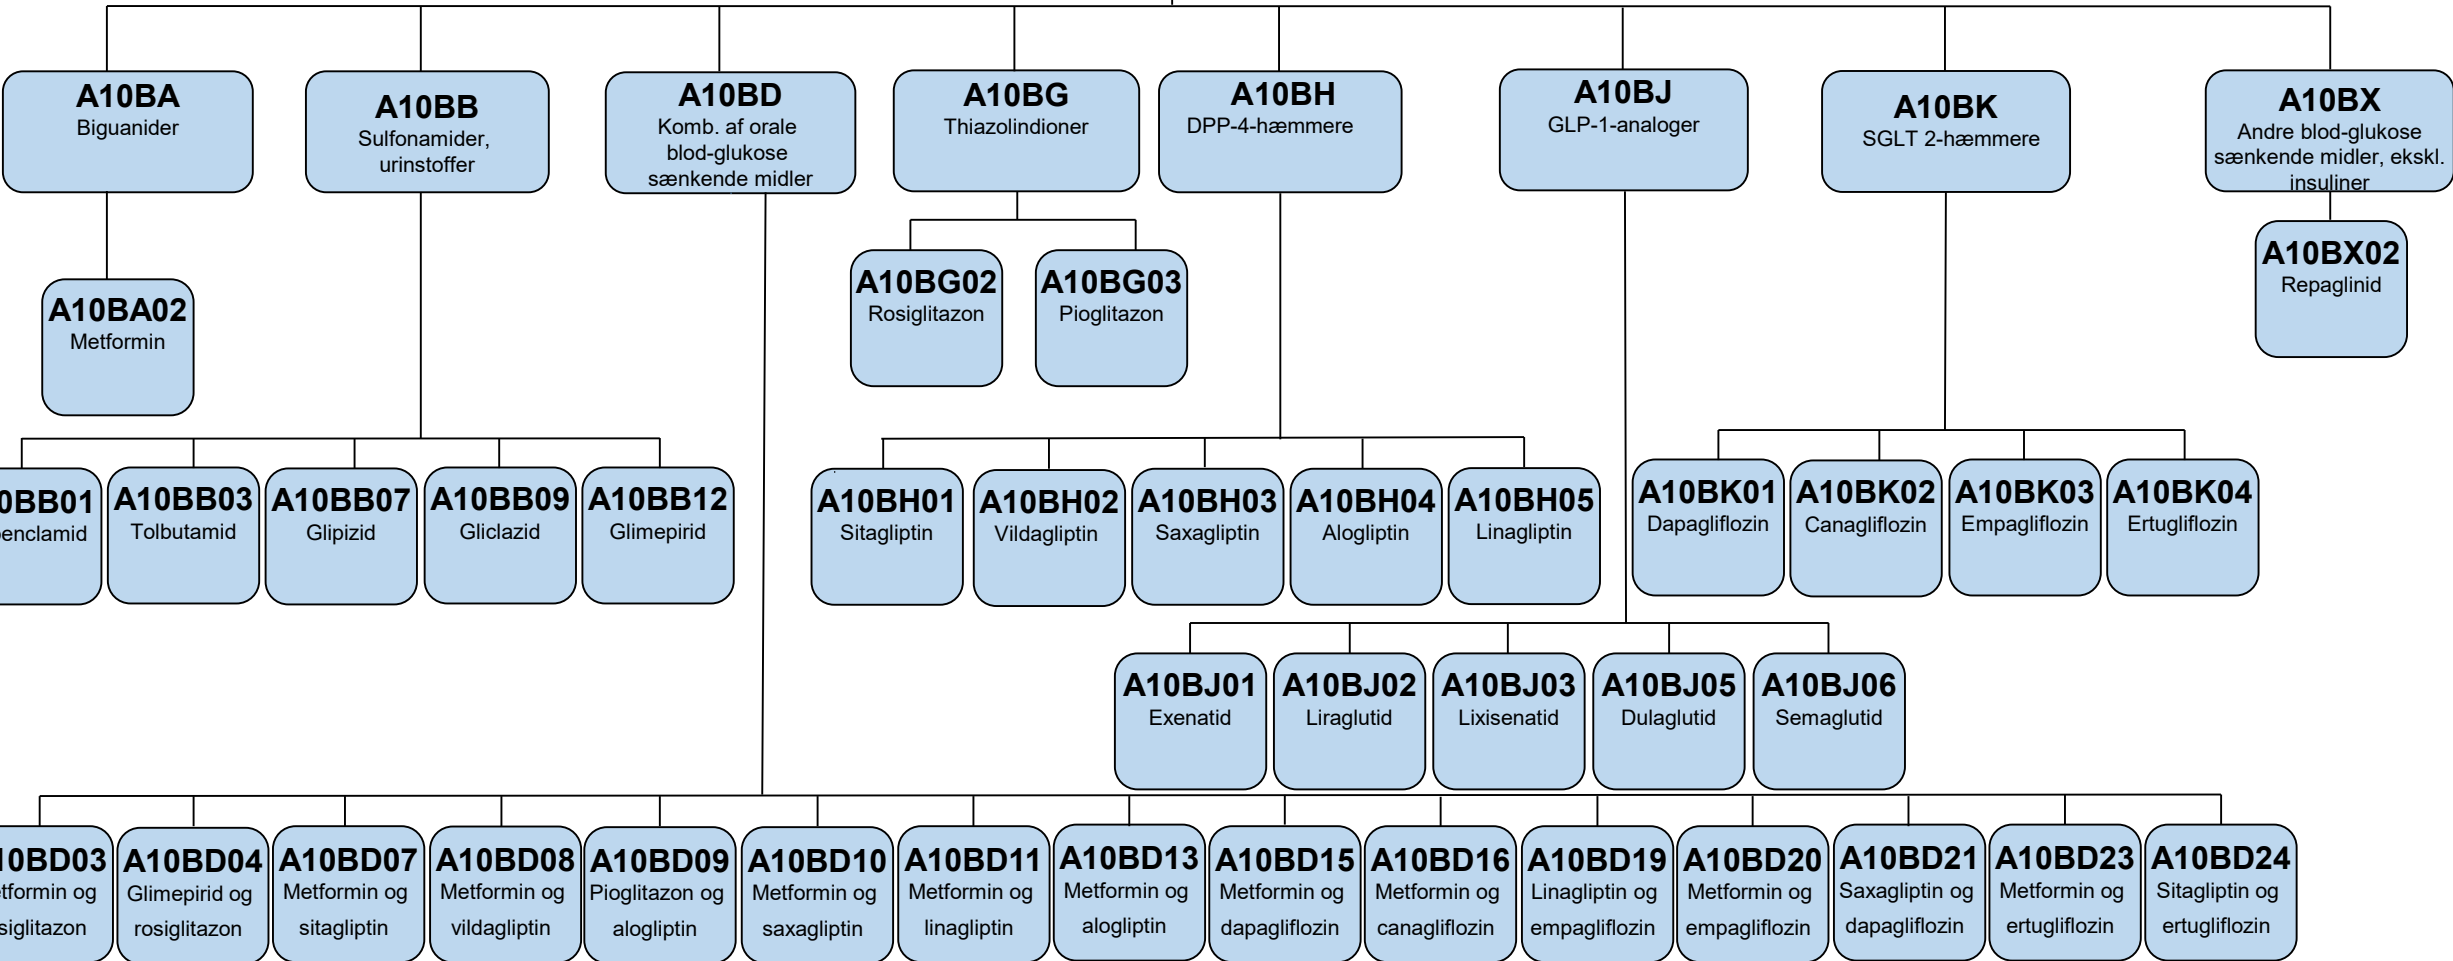 A10BA
Biguanider
A10BB
Sulfonamider,
urinstoffer
A10BD
Komb. af orale
blod-glukose
sænkende midler
A10BG
Thiazolindioner
A10BH
DPP-4-hæmmere
A10BJ
GLP-1-analoger
A10BK
SGLT 2-hæmmere
A10BX
Andre blod-glukose
sænkende midler, ekskl.
insuliner
A10BA02
Metformin
A10BG02
Rosiglitazon
A10BG03
Pioglitazon
A10BX02
Repaglinid
0BB01
enclamid
A10BB03
Tolbutamid
A10BB07
Glipizid
A10BB09
Gliclazid
A10BB12
Glimepirid
A10BH01
Sitagliptin
A10BH02
Vildagliptin
A10BH03
Saxagliptin
A10BH04
Alogliptin
A10BH05
Linagliptin
A10BK01
Dapagliflozin
A10BK02
Canagliflozin
A10BK03
Empagliflozin
A10BK04
Ertugliflozin
A10BJ01
Exenatid
A10BJ02
Liraglutid
A10BJ03
Lixisenatid
A10BJ05
Dulaglutid
A10BJ06
Semaglutid
10BD03
etformin og
siglitazon
A10BD04
Glimepirid og
rosiglitazon
A10BD07
Metformin og
sitagliptin
A10BD08
Metformin og
vildagliptin
A10BD09
Pioglitazon og
alogliptin
A10BD10
Metformin og
saxagliptin
A10BD11
Metformin og
linagliptin
A10BD13
Metformin og
alogliptin
A10BD15
Metformin og
dapagliflozin
A10BD16
Metformin og
canagliflozin
A10BD19
Linagliptin og
empagliflozin
A10BD20
Metformin og
empagliflozin
A10BD21
Saxagliptin og
dapagliflozin
A10BD23
Metformin og
ertugliflozin
A10BD24
Sitagliptin og
ertugliflozin